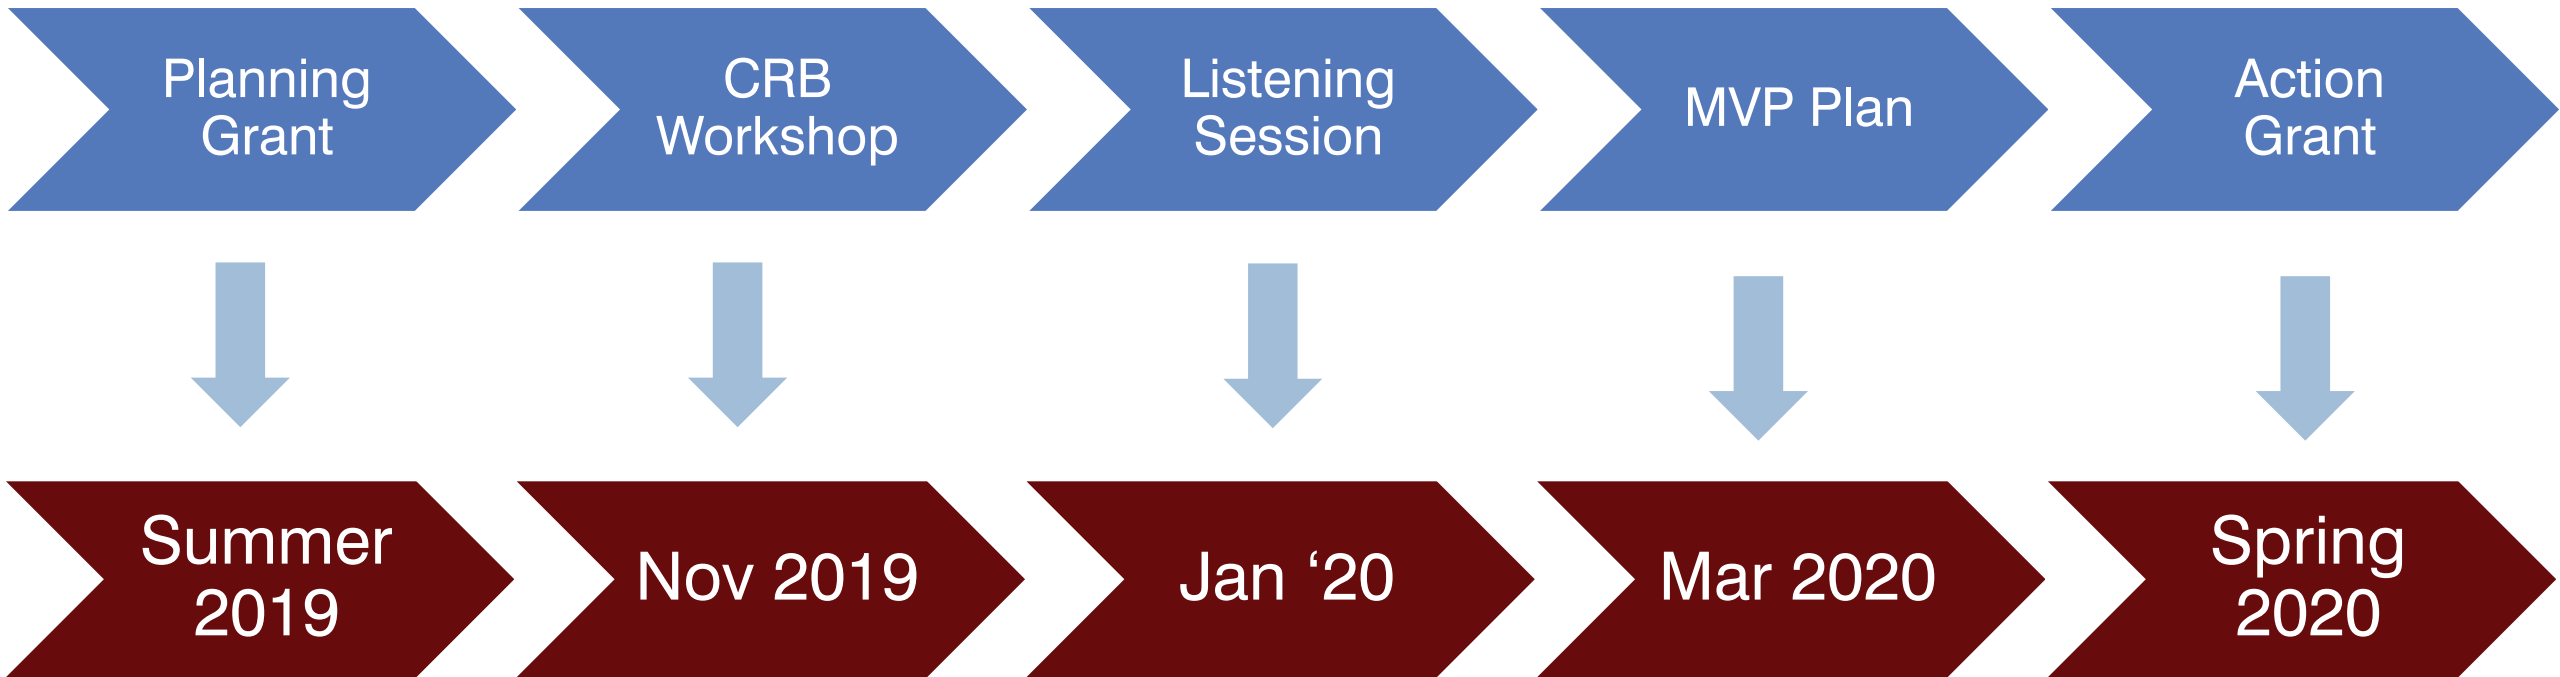 Planning
Grant
CRB
Workshop
Listening
Session
MVP Plan
Action
Grant
Summer
2019
Nov 2019
Jan ‘20
Mar 2020
Spring
2020